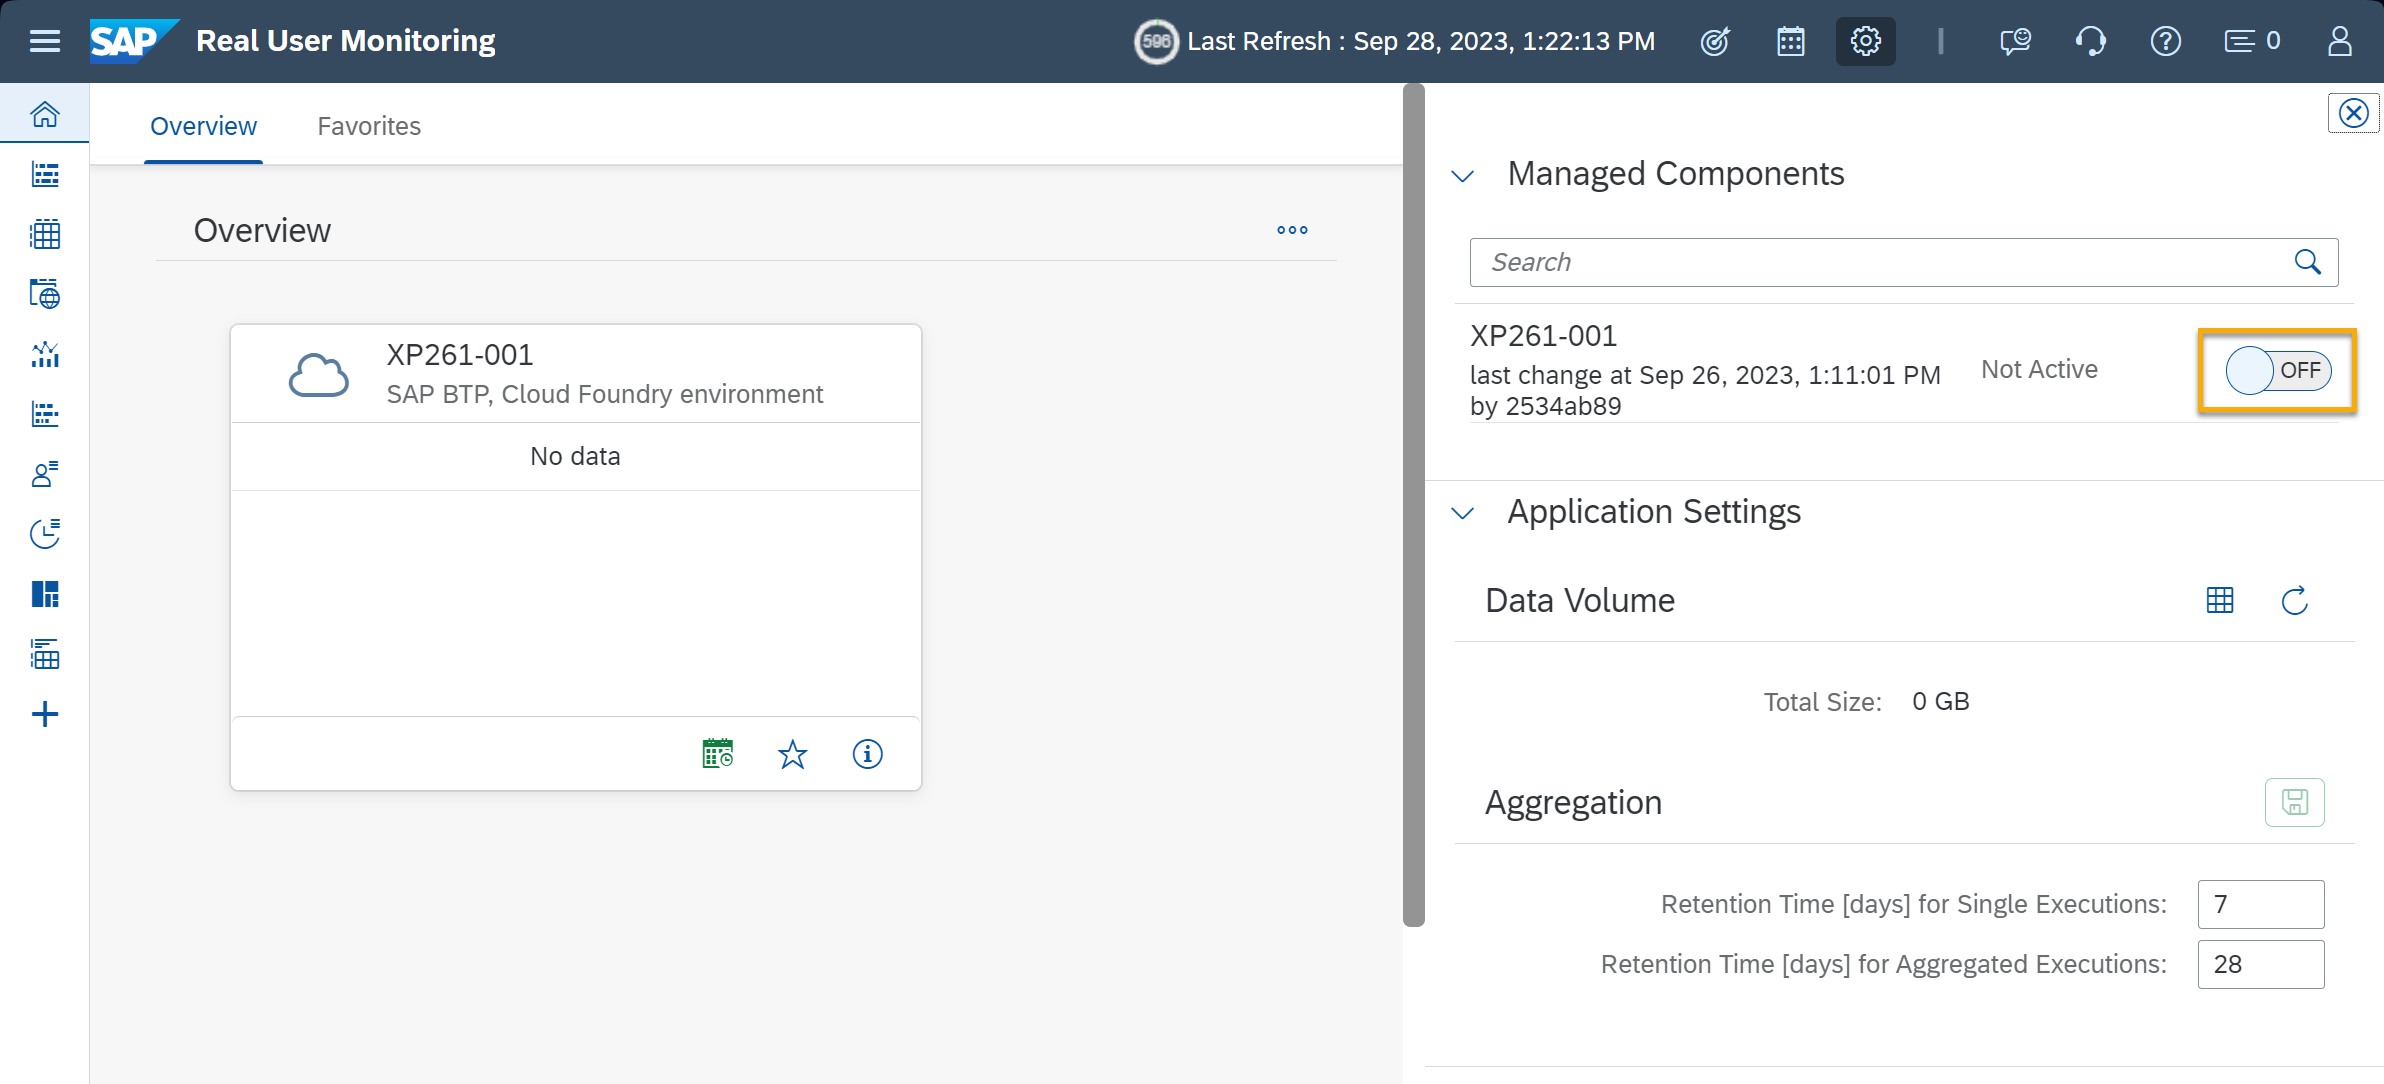 SAP Real User Monitoring
596 Last Refresh : Sep 28, 2023, 1:22:13 PM
0
Overview Favorites
Overview
XP261-001
SAP BTP, Cloud Foundry environment
No data
Managed Components
Search
XP261-001
last change at Sep 26, 2023, 1:11:01 PM
by 2534ab89
Not Active
OFF
Application Settings
Data Volume
Total Size: 0 GB
Aggregation
Retention Time [days] for Single Executions: 7
Retention Time [days] for Aggregated Executions: 28